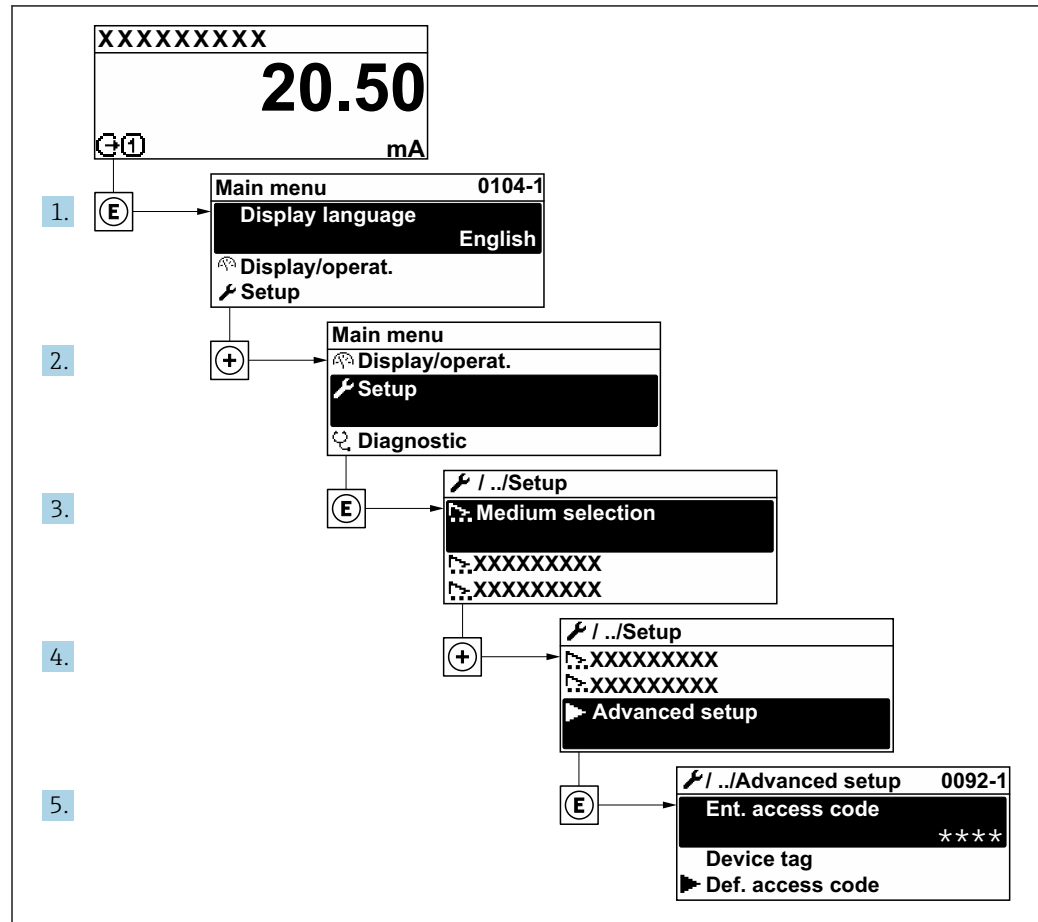 XXXXXXXXX
20.50
1 mA
1. E
Main menu 0104-1
Display language
English
Display/operat.
Setup
2. +
Main menu
Display/operat.
Setup
Diagnostic
3. E
/ ../Setup
Medium selection
XXXXXXXXX
XXXXXXXXX
4. +
/ ../Setup
XXXXXXXXX
XXXXXXXXX
Advanced setup
5. E
/ ../Advanced setup 0092-1
Ent. access code
****
Device tag
Def. access code